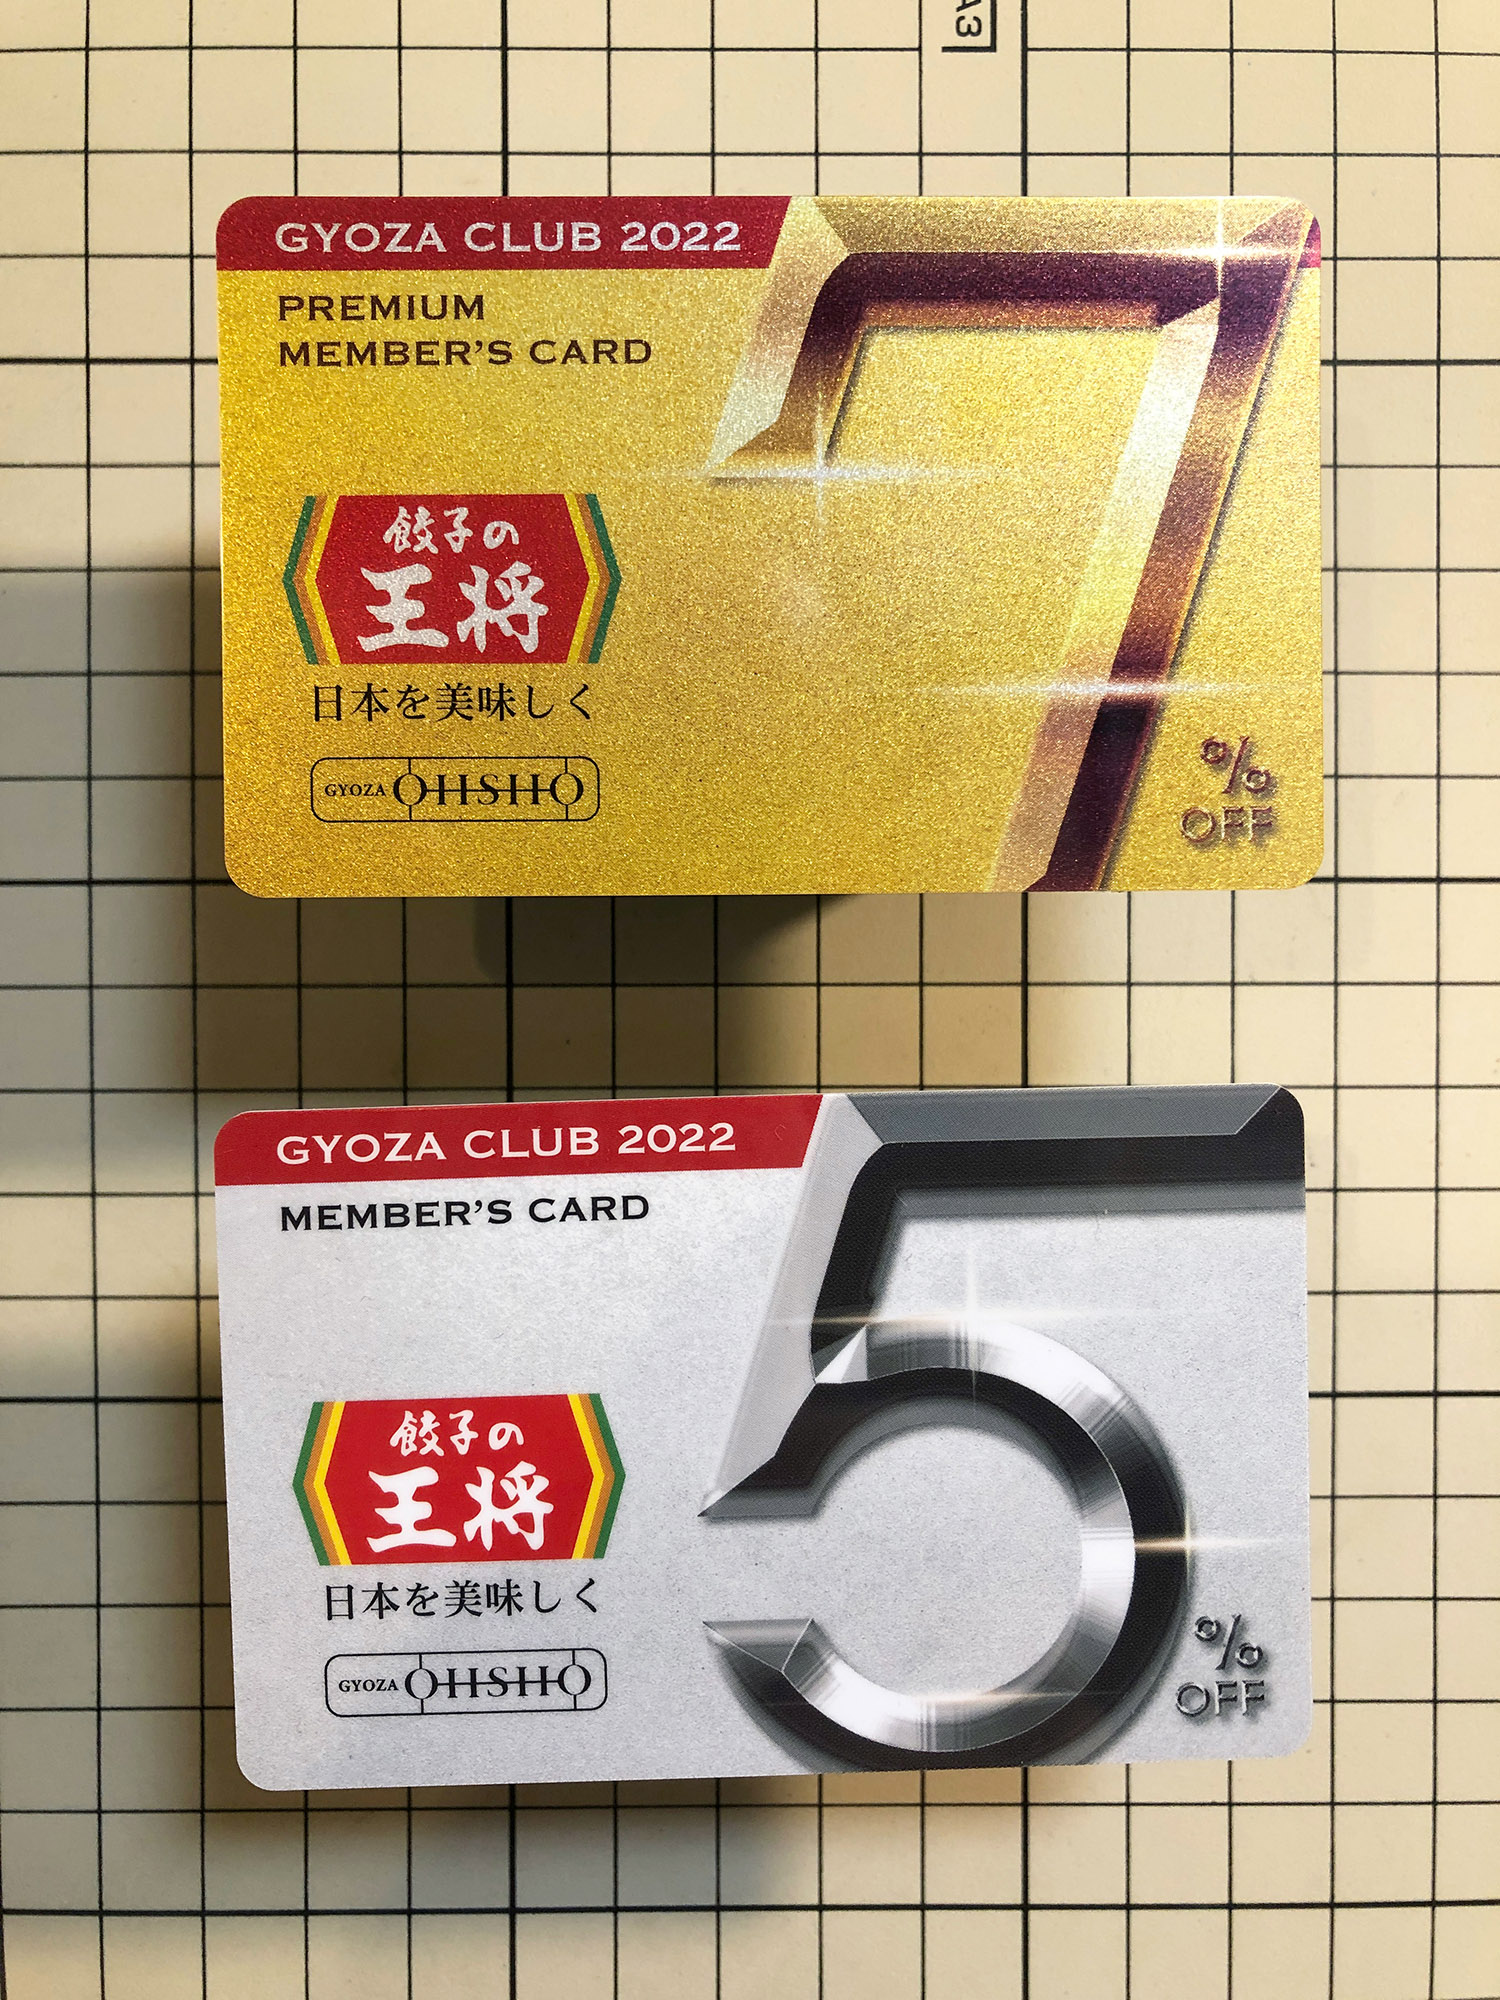 A3
GYOZA CLUB 2022
PREMIUM
MEMBER'S CARD
7
% OFF
餃子の
王将
日本を美味しく
GYOZA OHSHO
GYOZA CLUB 2022
MEMBER'S CARD
5
% OFF
餃子の
王将
日本を美味しく
GYOZA OHSHO